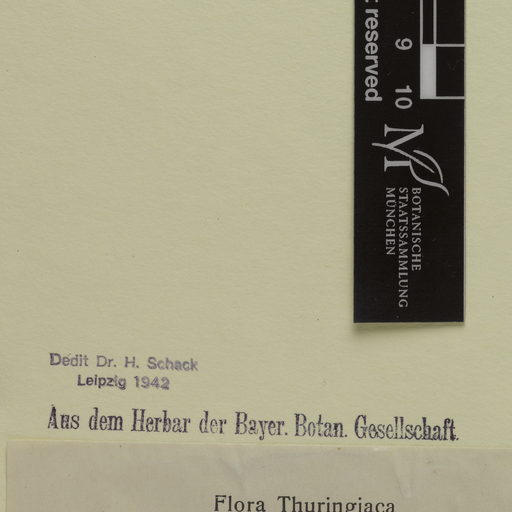 reserved
9 10
M
BOTANISCHE
STAATSSAMMLUNG
MÜNCHEN
Dedit Dr. H. Schack
Leipzig 1942
Aus dem Herbar der Bayer. Botan. Gesellschaft.
Flora Thuringiaca